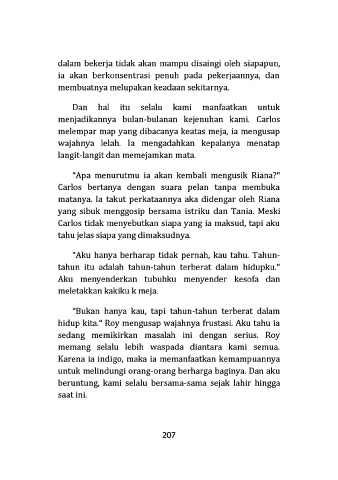 dalam bekerja tidak akan mampu disaingi oleh siapapun,
ia akan berkonsentrasi penuh pada pekerjaannya, dan
membuatnya melupakan keadaan sekitarnya.
Dan hal itu selalu kami manfaatkan untuk
menjadikannya bulan-bulanan kejenuhan kami. Carlos
melempar map yang dibacanya keatas meja, ia mengusap
wajahnya lelah. Ia mengadahkan kepalanya menatap
langit-langit dan memejamkan mata.
"Apa menurutmu ia akan kembali mengusik Riana?"
Carlos bertanya dengan suara pelan tanpa membuka
matanya. Ia takut perkataannya aka didengar oleh Riana
yang sibuk menggosip bersama istriku dan Tania. Meski
Carlos tidak menyebutkan siapa yang ia maksud, tapi aku
tahu jelas siapa yang dimaksudnya.
"Aku hanya berharap tidak pernah, kau tahu. Tahun-
tahun itu adalah tahun-tahun terberat dalam hidupku."
Aku menyenderkan tubuhku menyender kesofa dan
meletakkan kakiku k meja.
"Bukan hanya kau, tapi tahun-tahun terberat dalam
hidup kita." Roy mengusap wajahnya frustasi. Aku tahu ia
sedang memikirkan masalah ini dengan serius. Roy
memang selalu lebih waspada diantara kami semua.
Karena ia indigo, maka ia memanfaatkan kemampuannya
untuk melindungi orang-orang berharga baginya. Dan aku
beruntung, kami selalu bersama-sama sejak lahir hingga
saat ini.
207